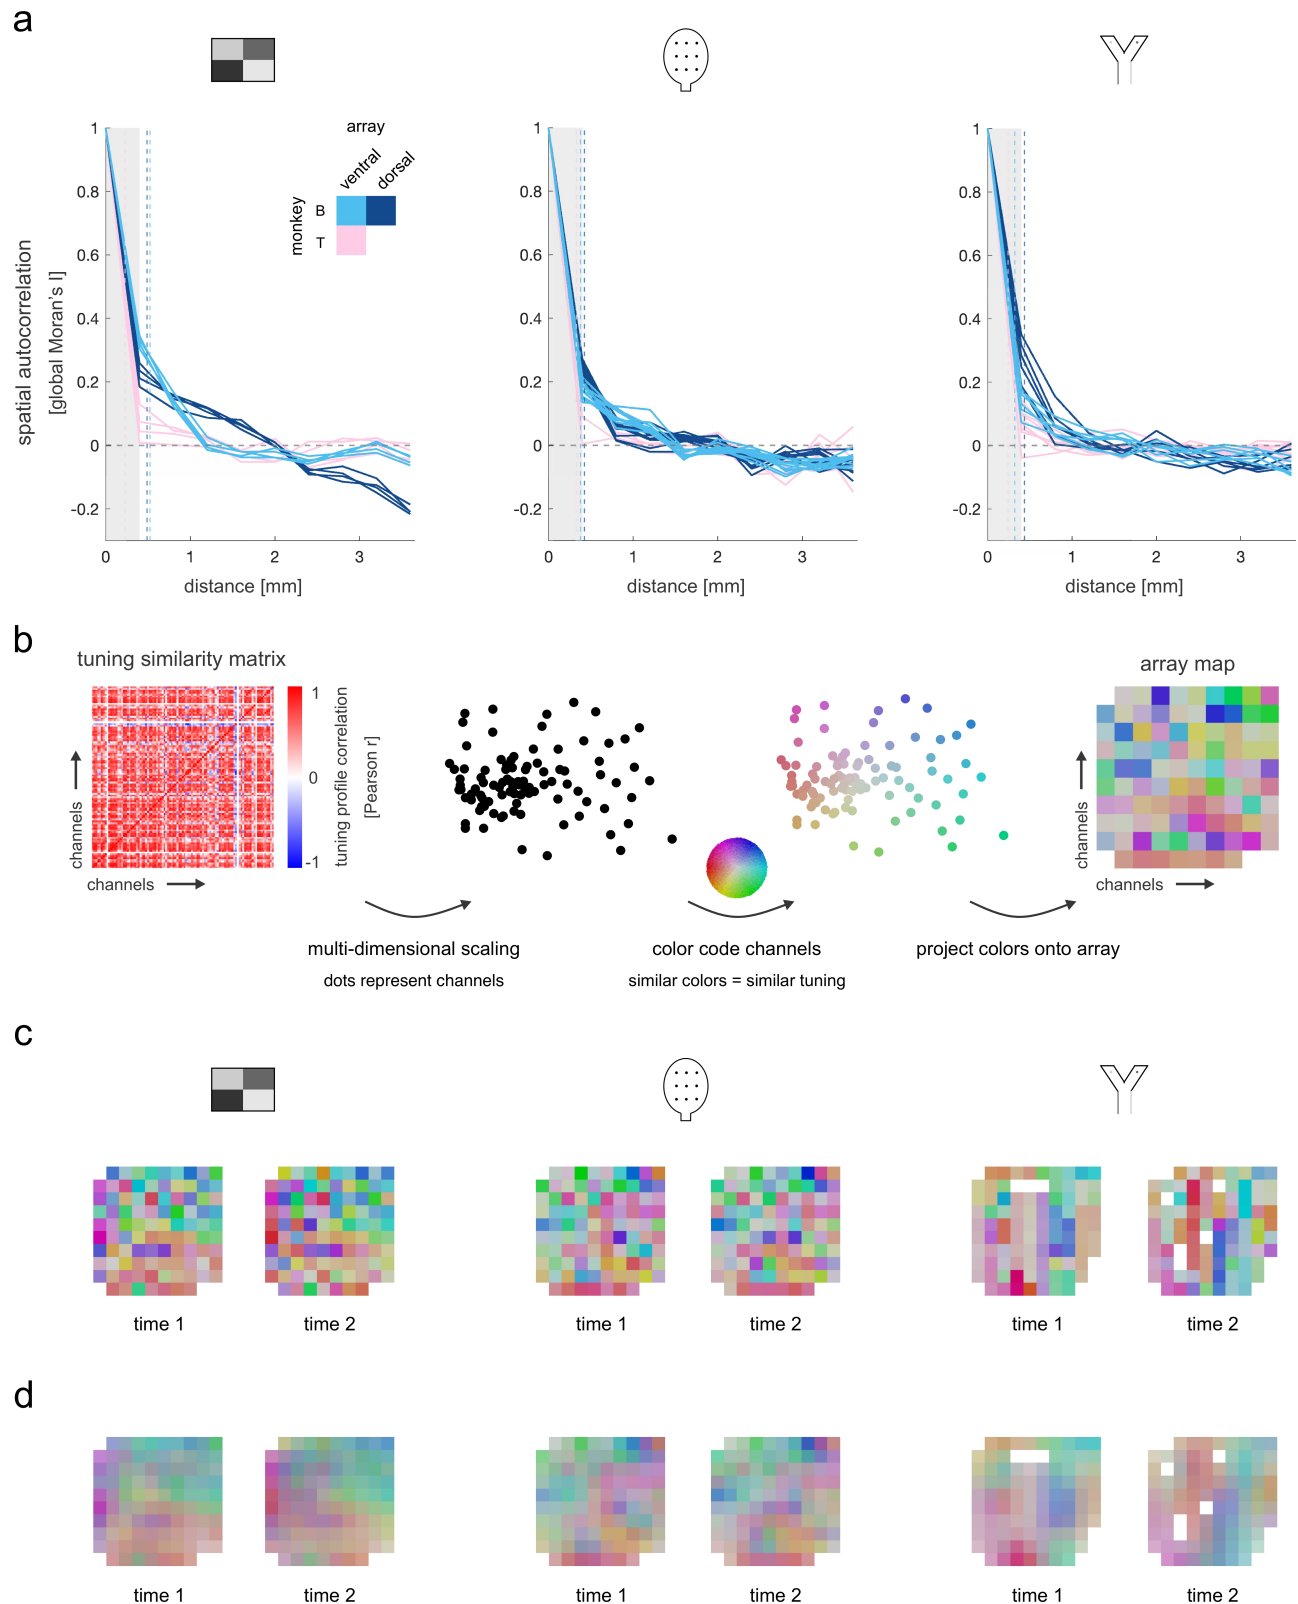 a
array
ventral
dorsal
monkey
B
T
spatial autocorrelation
[global Moran's I]
1
0.8
0.6
0.4
0.2
0
-0.2
0
1
2
3
distance [mm]
1
0.8
0.6
0.4
0.2
0
-0.2
0
1
2
3
distance [mm]
1
0.8
0.6
0.4
0.2
0
-0.2
0
1
2
3
distance [mm]
b
tuning similarity matrix
channels
channels
1
0
-1
tuning profile correlation
[Pearson r]
array map
channels
channels
multi-dimensional scaling
dots represent channels
color code channels
similar colors = similar tuning
project colors onto array
c
time 1
time 2
time 1
time 2
time 1
time 2
d
time 1
time 2
time 1
time 2
time 1
time 2